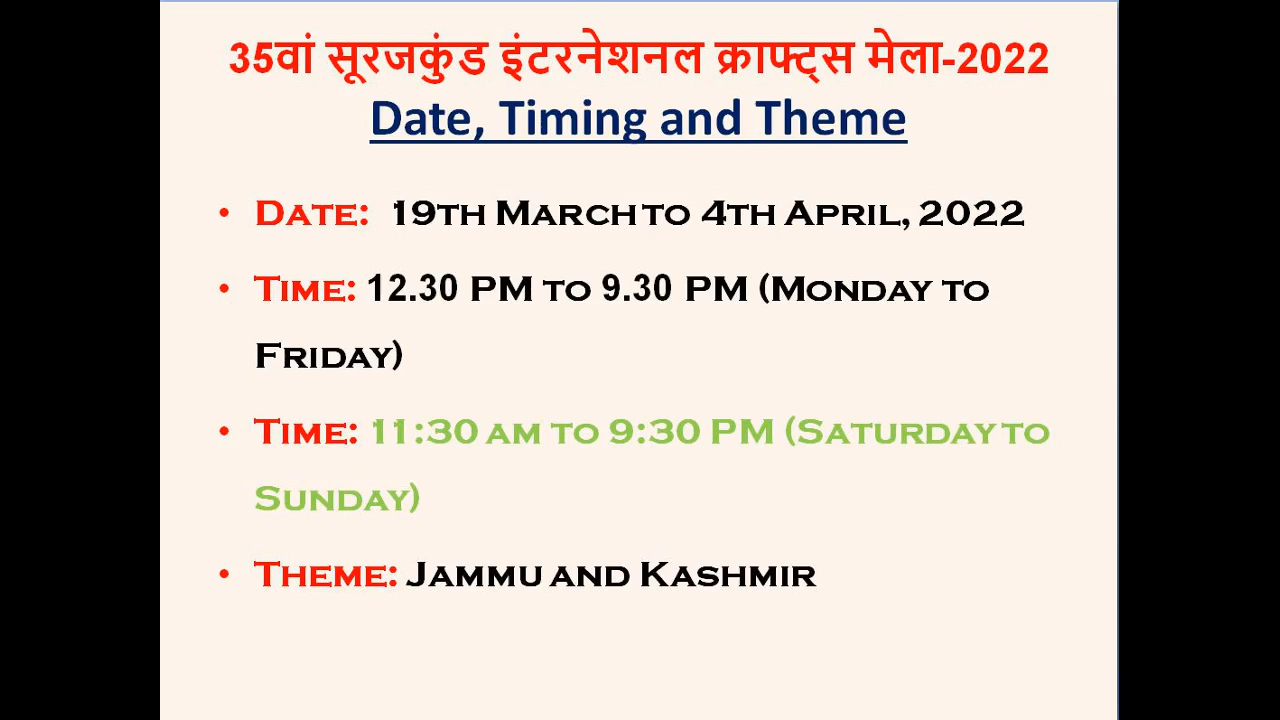 35वां सूरजकुंड इंटरनेशनल क्राफ्ट्स मेला-2022
Date, Timing and Theme
• Date: 19th March to 4th April, 2022
• Time: 12.30 PM to 9.30 PM (Monday to
Friday)
• Time: 11:30 am to 9:30 PM (Saturday to
Sunday)
• Theme: Jammu and Kashmir